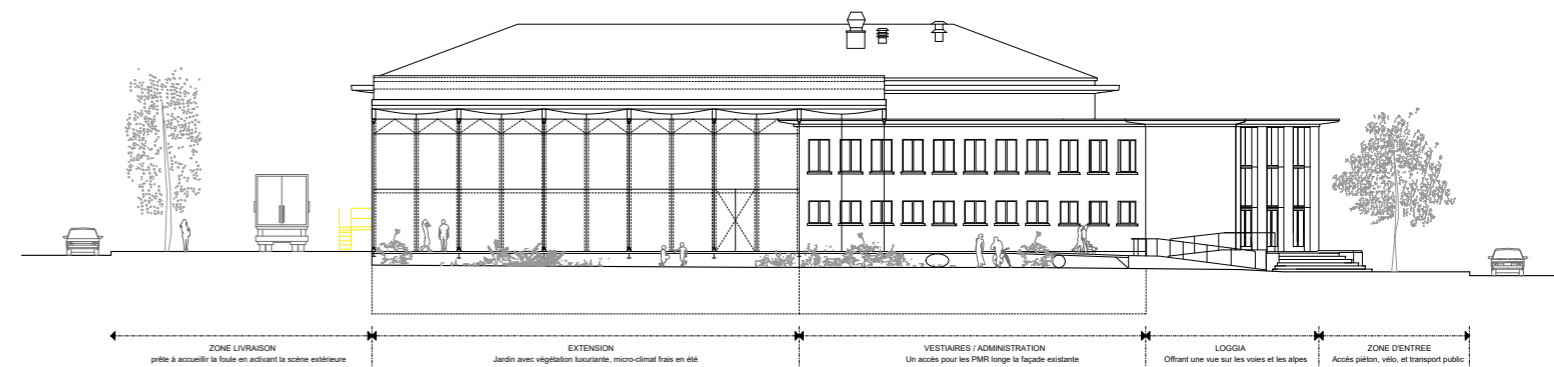 ZONE LIVRAISON
prête à accueillir la foule en activant la scène extérieure
EXTENSION
Jardin avec végétation luxuriante, micro-climat frais en été
VESTIAIRES / ADMINISTRATION
Un accès pour les PMR longe la façade existante
LOGGIA
Offrant une vue sur les voies et les alpes
ZONE D'ENTREE
Accès piéton, vélo, et transport public